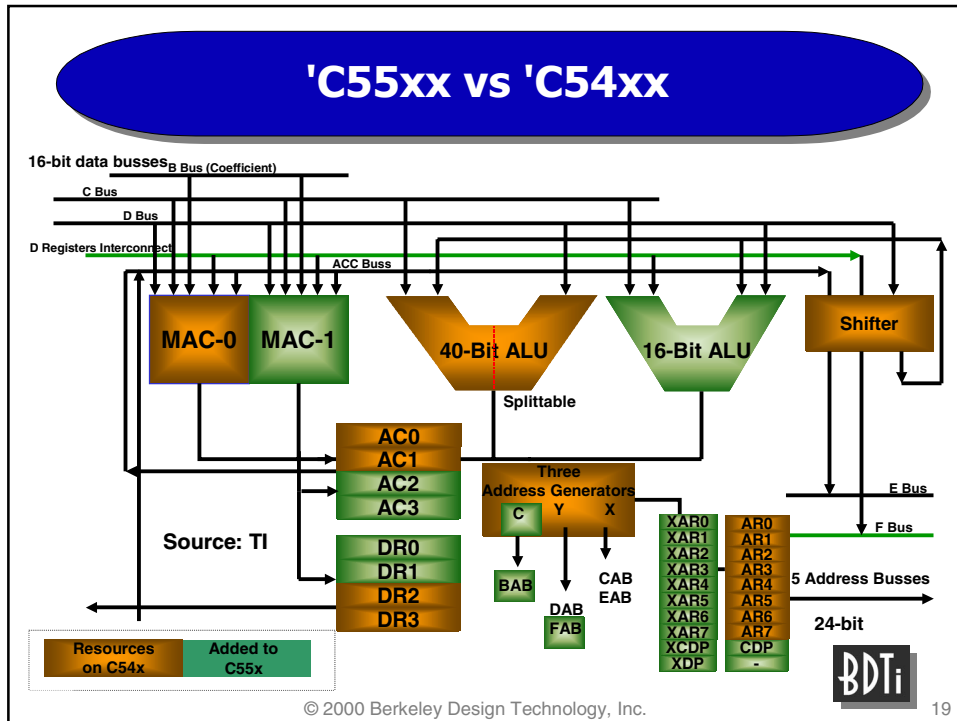 'C55xx vs 'C54xx
16-bit data busses
B Bus (Coefficient)
C Bus
D Bus
D Registers Interconnect
ACC Buss
MAC-0
MAC-1
40-Bit ALU
16-Bit ALU
Shifter
Splittable
AC0
AC1
AC2
AC3
Three
Address Generators
C Y X
E Bus
F Bus
Source: TI
DR0
DR1
DR2
DR3
BAB
DAB
FAB
CAB
EAB
XAR0
XAR1
XAR2
XAR3
XAR4
XAR5
XAR6
XAR7
XCDP
XDP
AR0
AR1
AR2
AR3
AR4
AR5
AR6
AR7
CDP
-
5 Address Busses
24-bit
Resources
on C54x
Added to
C55x
BDTi
© 2000 Berkeley Design Technology, Inc.
19